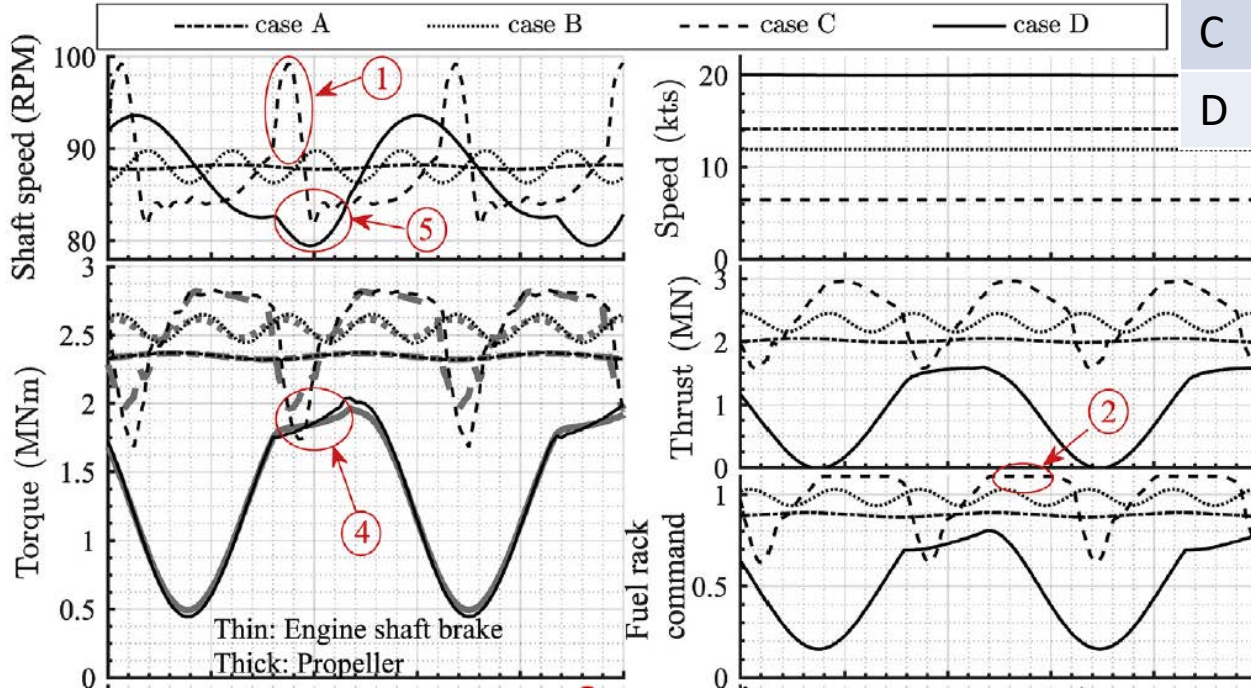 case A case B case C case D
C
D
Shaft speed (RPM)
100
90
80
1
5
Speed (kts)
20
10
0
Torque (MNm)
3
2.5
2
1.5
1
0.5
0
4
Thin: Engine shaft brake
Thick: Propeller
Thrust (MN)
3
2
1
0
2
Fuel rack
command
1
0.5
0